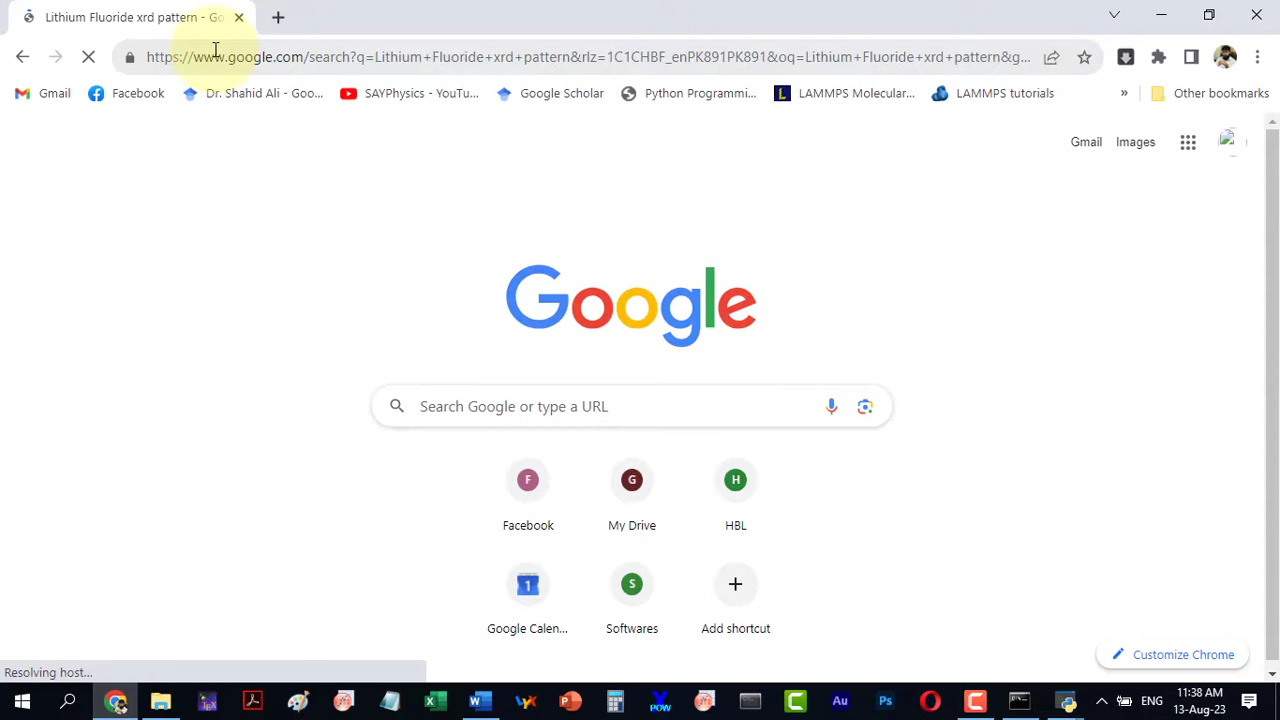 Lithium Fluoride xrd pattern - Go
https://www.google.com/search?q=Lithium+Fluoride+xrd+pattern&rlz=1C1CHBF_enPK891PK891&oq=Lithium+Fluoride+xrd+pattern&g...
Gmail Facebook Dr. Shahid Ali - Goo... SAYPhysics - YouTu... Google Scholar Python Programmi... LAMMPS Molecular... LAMMPS tutorials » Other bookmarks
Gmail Images
Google
Search Google or type a URL
F G H
Facebook My Drive HBL
1 S
Google Calen... Softwares Add shortcut
Customize Chrome
Resolving host...
11:38 AM
ENG
13-Aug-23